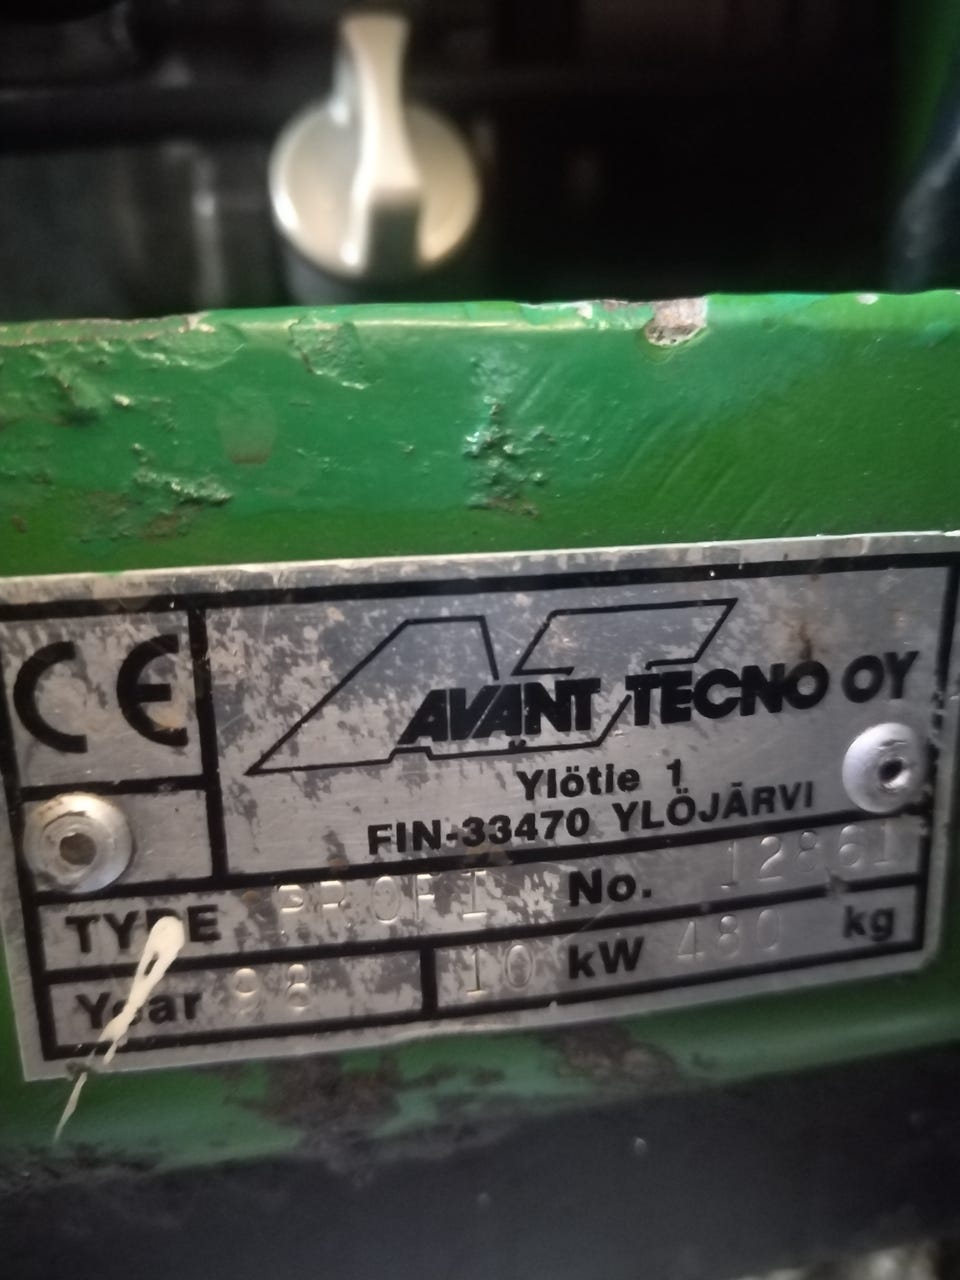 CE
AVANT TECNO OY
Ylötie 1
FIN-33470 YLÖJÄRVI
TYPE PROFI No. 12861
Year 98 10 kW 480 kg